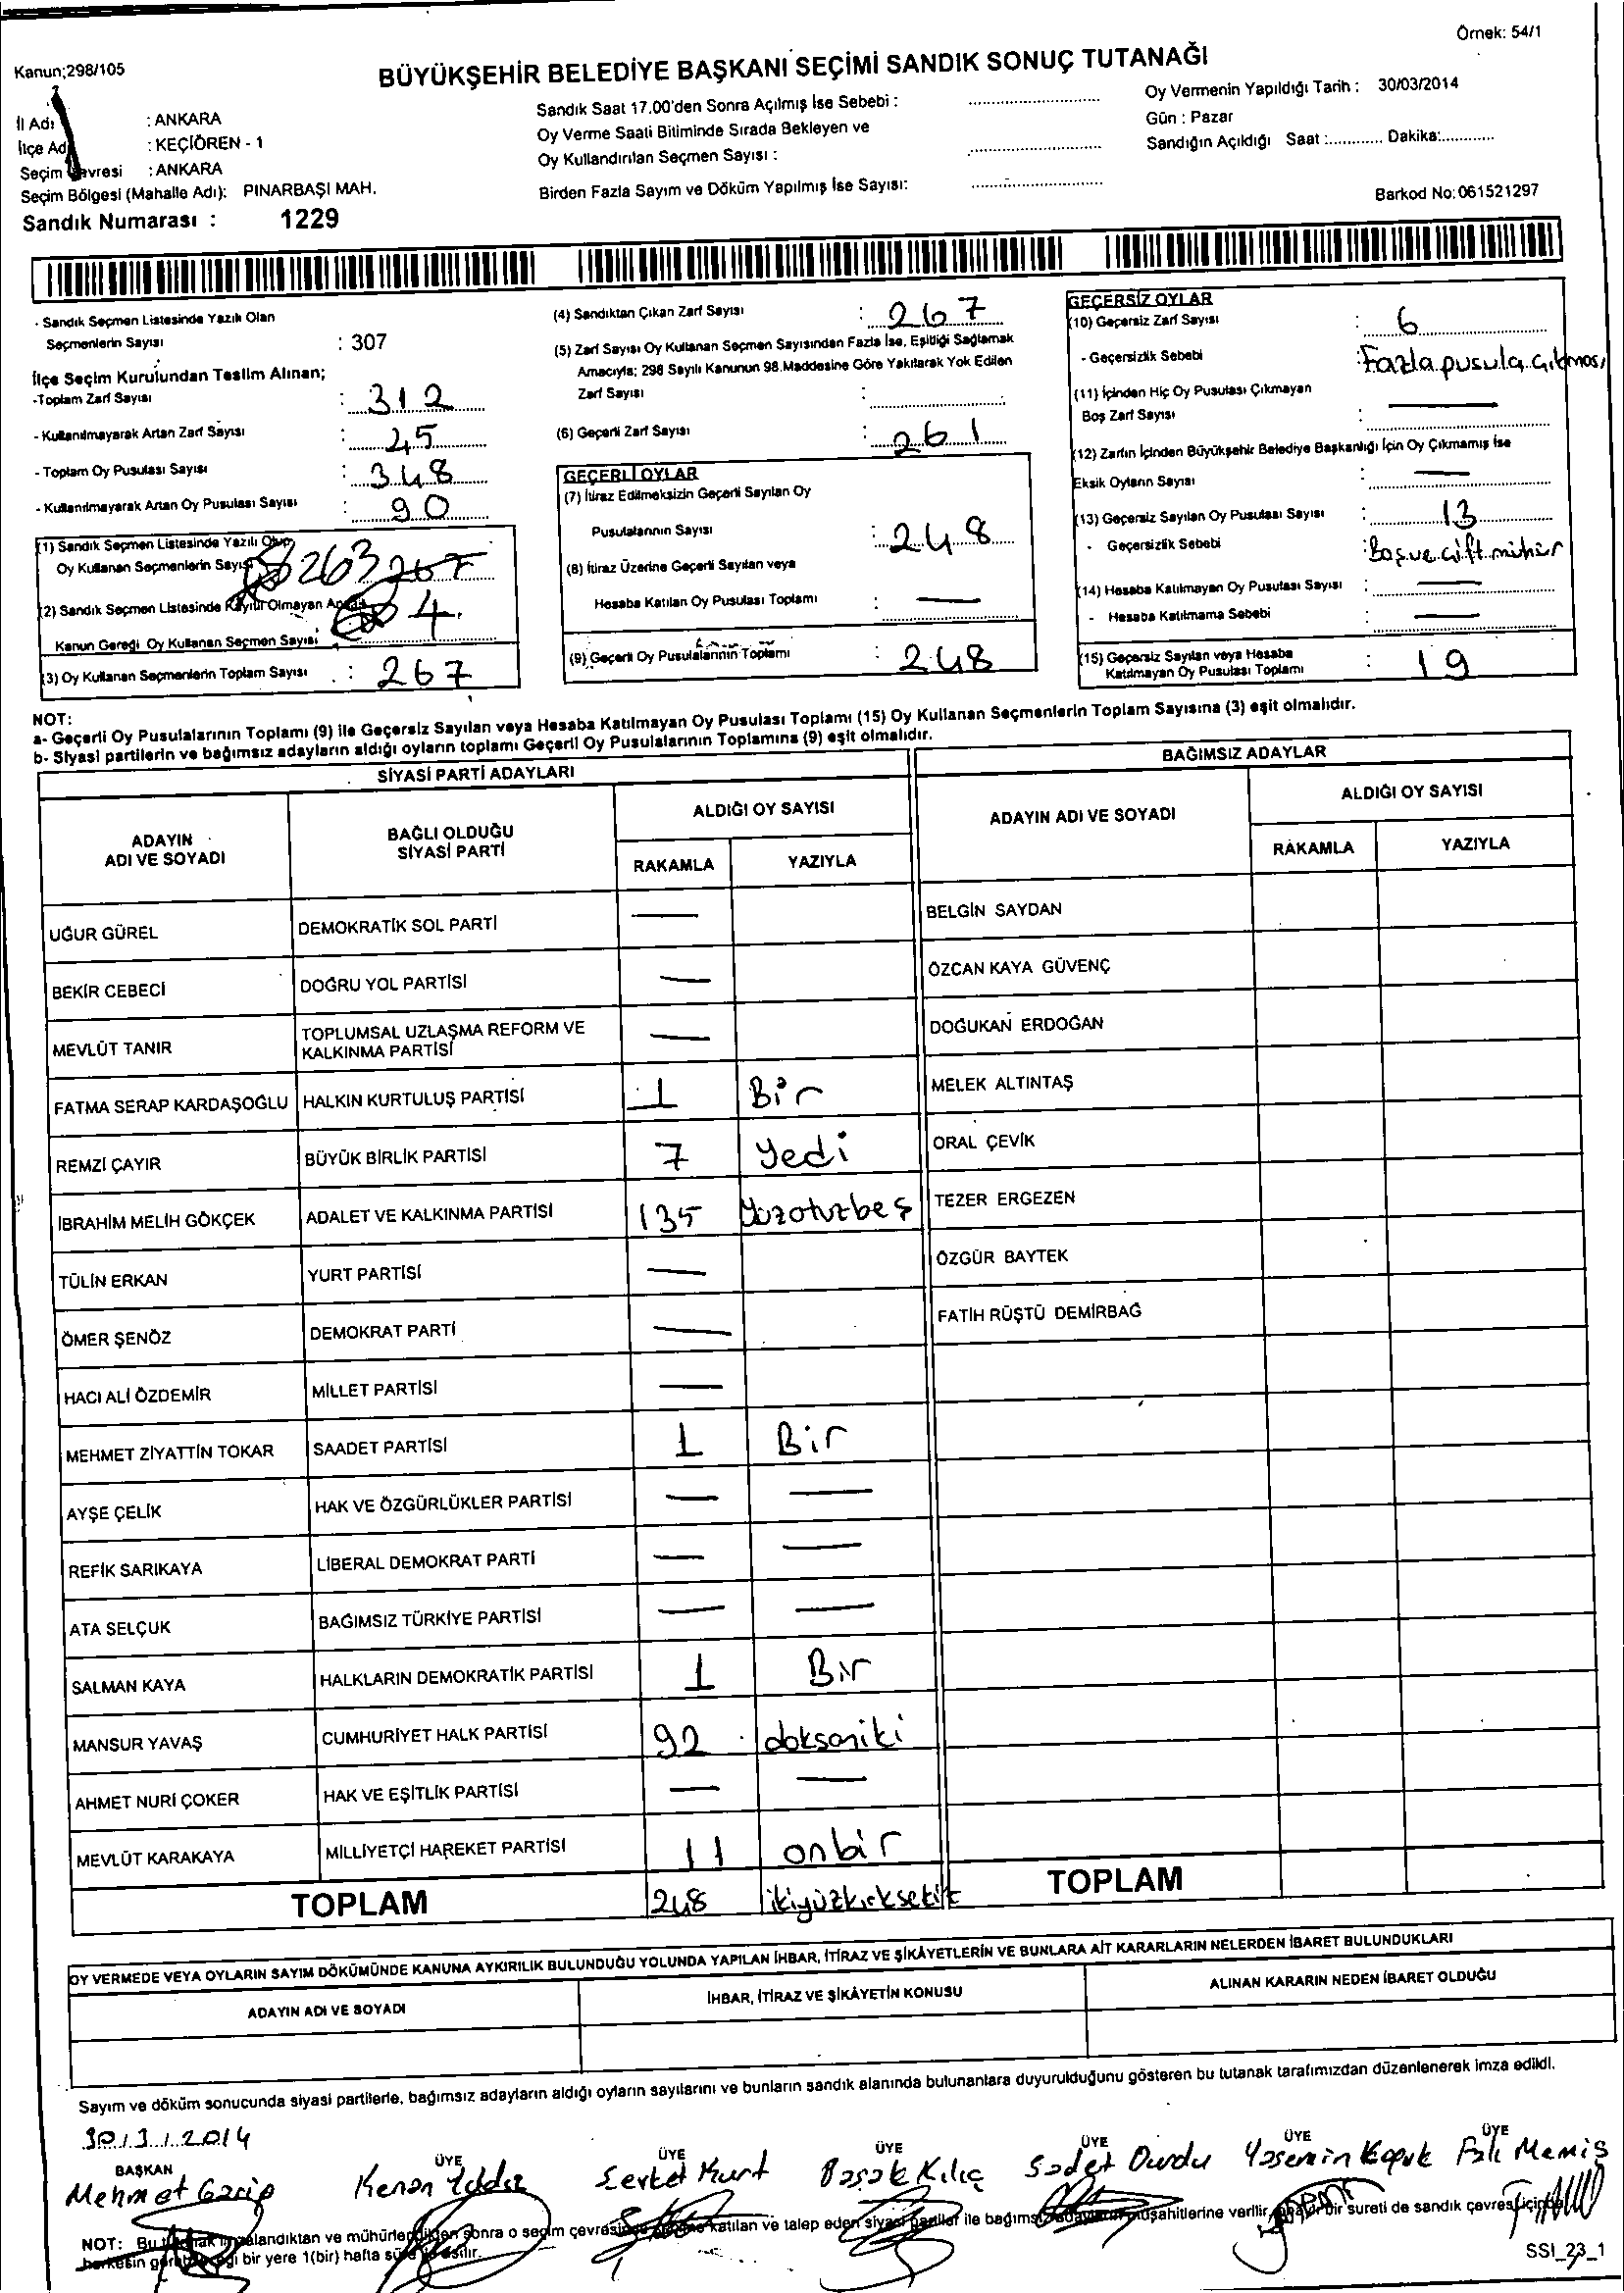 Örnek: 54/1
Kanun;298/105
BÜYÜKŞEHİR BELEDİYE BAŞKANI SEÇİMİ SANDIK SONUÇ TUTANAĞI
İl Adı : ANKARA
İlçe Adı : KEÇİÖREN - 1
Seçim Çevresi : ANKARA
Seçim Bölgesi (Mahalle Adı): PINARBAŞI MAH.
Sandık Numarası : 1229
Sandık Saat 17.00'den Sonra Açılmış İse Sebebi :
Oy Verme Saati Bitiminde Sırada Bekleyen ve
Oy Kullandırılan Seçmen Sayısı :
Birden Fazla Sayım ve Döküm Yapılmış İse Sayısı:
Oy Vermenin Yapıldığı Tarih : 30/03/2014
Gün : Pazar
Sandığın Açıldığı Saat :............ Dakika:............
Barkod No:061521297
- Sandık Seçmen Listesinde Yazılı Olan
Seçmenlerin Sayısı : 307
İlçe Seçim Kurulundan Teslim Alınan;
-Toplam Zarf Sayısı : 312
- Kullanılmayarak Artan Zarf Sayısı : 45
- Toplam Oy Pusulası Sayısı : 348
- Kullanılmayarak Artan Oy Pusulası Sayısı : 90
(1) Sandık Seçmen Listesinde Yazılı Olup
Oy Kullanan Seçmenlerin Sayısı 263 267
(2) Sandık Seçmen Listesinde Kayıtlı Olmayan Ancak
Kanun Gereği Oy Kullanan Seçmen Sayısı 4
(3) Oy Kullanan Seçmenlerin Toplam Sayısı : 267
(4) Sandıktan Çıkan Zarf Sayısı : 267
(5) Zarf Sayısı Oy Kullanan Seçmen Sayısından Fazla İse, Eşitliği Sağlamak
Amacıyla; 298 Sayılı Kanunun 98.Maddesine Göre Yakılarak Yok Edilen
Zarf Sayısı :
(6) Geçerli Zarf Sayısı : 261
GEÇERLİ OYLAR
(7) İtiraz Edilmeksizin Geçerli Sayılan Oy
Pusulalarının Sayısı : 248
(8) İtiraz Üzerine Geçerli Sayılan veya
Hesaba Katılan Oy Pusulası Toplamı : —
(9) Geçerli Oy Pusulalarının Toplamı : 248
GEÇERSİZ OYLAR
(10) Geçersiz Zarf Sayısı : 6
- Geçersizlik Sebebi : Fazla pusula çıkması
(11) İçinden Hiç Oy Pusulası Çıkmayan
Boş Zarf Sayısı : —
(12) Zarfın İçinden Büyükşehir Belediye Başkanlığı İçin Oy Çıkmamış İse
Eksik Oyların Sayısı : —
(13) Geçersiz Sayılan Oy Pusulası Sayısı : 13
- Geçersizlik Sebebi : Boş ve çift mühür
(14) Hesaba Katılmayan Oy Pusulası Sayısı : —
- Hesaba Katılmama Sebebi : —
(15) Geçersiz Sayılan veya Hesaba
Katılmayan Oy Pusulası Toplamı : 19
NOT:
a- Geçerli Oy Pusulalarının Toplamı (9) ile Geçersiz Sayılan veya Hesaba Katılmayan Oy Pusulası Toplamı (15) Oy Kullanan Seçmenlerin Toplam Sayısına (3) eşit olmalıdır.
b- Siyasi partilerin ve bağımsız adayların aldığı oyların toplamı Geçerli Oy Pusulalarının Toplamına (9) eşit olmalıdır.
SİYASİ PARTİ ADAYLARI
ADAYIN ADI VE SOYADI BAĞLI OLDUĞU SİYASİ PARTİ ALDIĞI OY SAYISI
RAKAMLA YAZIYLA
UĞUR GÜREL DEMOKRATİK SOL PARTİ —
BEKİR CEBECİ DOĞRU YOL PARTİSİ —
MEVLÜT TANIR TOPLUMSAL UZLAŞMA REFORM VE KALKINMA PARTİSİ —
FATMA SERAP KARDAŞOĞLU HALKIN KURTULUŞ PARTİSİ 1 Bir
REMZİ ÇAYIR BÜYÜK BİRLİK PARTİSİ 7 Yedi
İBRAHİM MELİH GÖKÇEK ADALET VE KALKINMA PARTİSİ 135 Yüzotuzbeş
TÜLİN ERKAN YURT PARTİSİ —
ÖMER ŞENÖZ DEMOKRAT PARTİ —
HACI ALİ ÖZDEMİR MİLLET PARTİSİ —
MEHMET ZİYATTİN TOKAR SAADET PARTİSİ 1 Bir
AYŞE ÇELİK HAK VE ÖZGÜRLÜKLER PARTİSİ — —
REFİK SARIKAYA LİBERAL DEMOKRAT PARTİ — —
ATA SELÇUK BAĞIMSIZ TÜRKİYE PARTİSİ — —
SALMAN KAYA HALKLARIN DEMOKRATİK PARTİSİ 1 Bir
MANSUR YAVAŞ CUMHURİYET HALK PARTİSİ 92 doksaniki
AHMET NURİ ÇOKER HAK VE EŞİTLİK PARTİSİ — —
MEVLÜT KARAKAYA MİLLİYETÇİ HAREKET PARTİSİ 11 onbir
TOPLAM 248 ikiyüzkırksekiz
BAĞIMSIZ ADAYLAR
ADAYIN ADI VE SOYADI ALDIĞI OY SAYISI
RAKAMLA YAZIYLA
BELGİN SAYDAN
ÖZCAN KAYA GÜVENÇ
DOĞUKAN ERDOĞAN
MELEK ALTINTAŞ
ORAL ÇEVİK
TEZER ERGEZEN
ÖZGÜR BAYTEK
FATİH RÜŞTÜ DEMİRBAĞ
TOPLAM
OY VERMEDE VEYA OYLARIN SAYIM DÖKÜMÜNDE KANUNA AYKIRILIK BULUNDUĞU YOLUNDA YAPILAN İHBAR, İTİRAZ VE ŞİKÂYETLERİN VE BUNLARA AİT KARARLARIN NELERDEN İBARET BULUNDUKLARI
ADAYIN ADI VE SOYADI İHBAR, İTİRAZ VE ŞİKÂYETİN KONUSU ALINAN KARARIN NEDEN İBARET OLDUĞU
Sayım ve döküm sonucunda siyasi partilerle, bağımsız adayların aldığı oyların sayılarını ve bunların sandık alanında bulunanlara duyurulduğunu gösteren bu tutanak tarafımızdan düzenlenerek imza edildi.
30/3/2014
BAŞKAN ÜYE ÜYE ÜYE ÜYE ÜYE ÜYE
Mehmet Garip Kenan Yıldız Şevket Kurt Başak Kılıç Sadet Durdu Yasemin Memiş
NOT: Bu tutanak imzalandıktan ve mühürlendikten sonra o seçim çevresinde katılan ve talep eden siyasi partiler ile bağımsız adayların müşahitlerine verilir, bir sureti de sandık çevresi içinde
herkesin görebileceği bir yere 1(bir) hafta süre ile asılır.
SSI_23_1